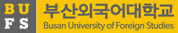 BU
FS
부산외국어대학교
Busan University of Foreign Studies